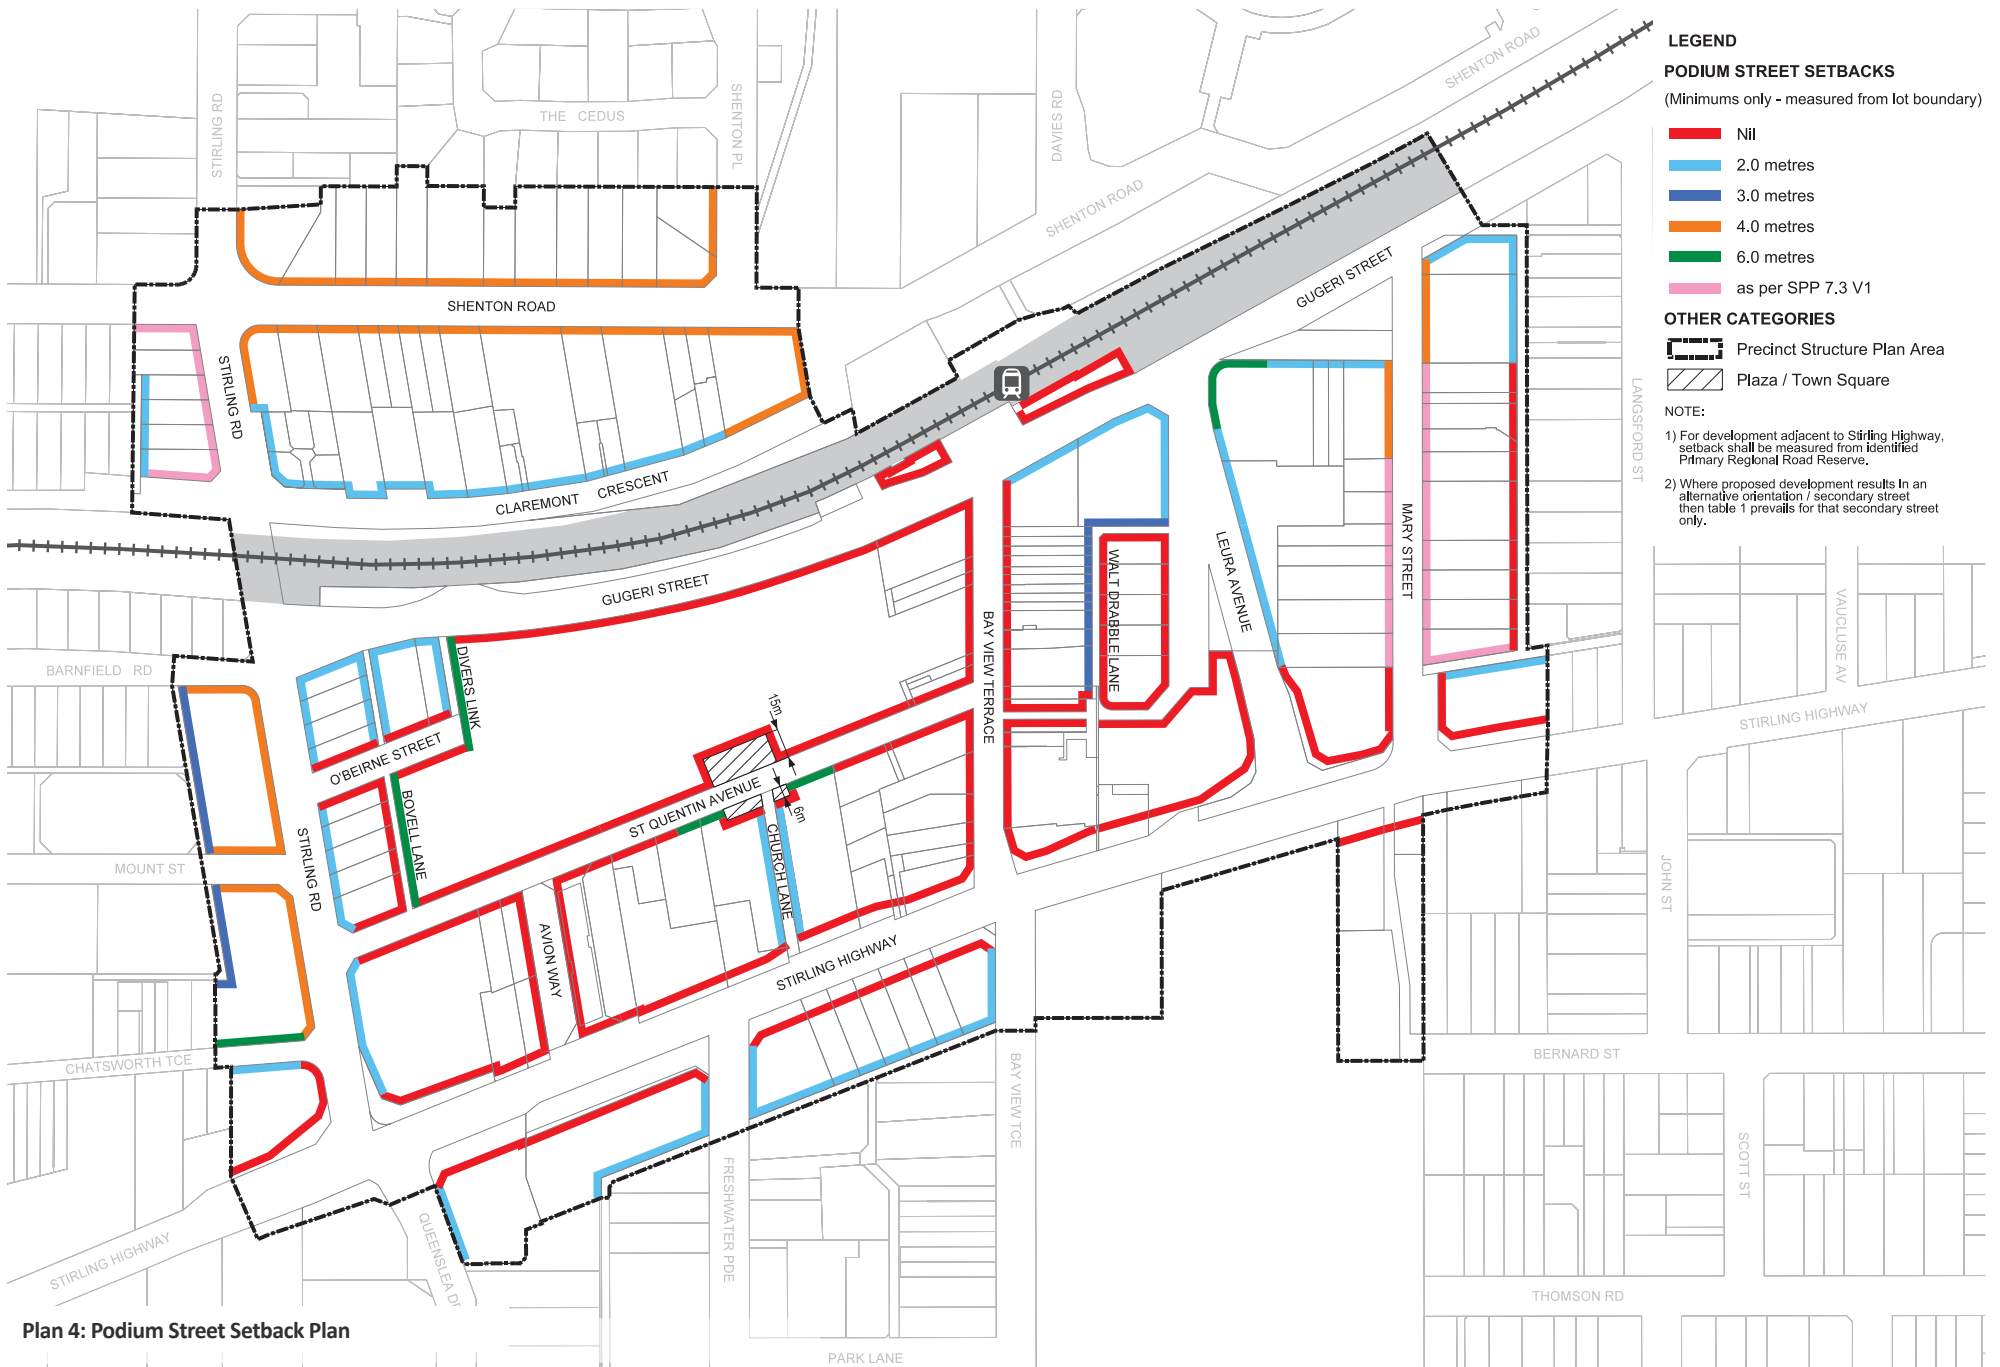 LEGEND
PODIUM STREET SETBACKS
(Minimums only - measured from lot boundary)
Nil
2.0 metres
3.0 metres
4.0 metres
6.0 metres
as per SPP 7.3 V1
OTHER CATEGORIES
Precinct Structure Plan Area
Plaza / Town Square
NOTE:
1) For development adjacent to Stirling Highway,
setback shall be measured from identified
Primary Regional Road Reserve.
2) Where proposed development results in an
alternative orientation / secondary street
then table 1 prevails for that secondary street
only.
STIRLING RD
THE CEDUS
SHENTON PL
DAVIES RD
SHENTON ROAD
SHENTON ROAD
SHENTON ROAD
GUGERI STREET
STIRLING RD
LANGSFORD ST
CLAREMONT CRESCENT
GUGERI STREET
BAY VIEW TERRACE
WALT DRABBLE LANE
LEURA AVENUE
MARY STREET
VAUCLUSE AV
BARNFIELD RD
DIVERS LINK
O'BEIRNE STREET
15m
STIRLING HIGHWAY
BOVELL LANE
ST QUENTIN AVENUE
6m
CHURCH LANE
STIRLING RD
MOUNT ST
JOHN ST
AVION WAY
STIRLING HIGHWAY
CHATSWORTH TCE
BERNARD ST
BAY VIEW TCE
SCOTT ST
FRESHWATER PDE
QUEENSLEA DR
STIRLING HIGHWAY
THOMSON RD
PARK LANE
Plan 4: Podium Street Setback Plan